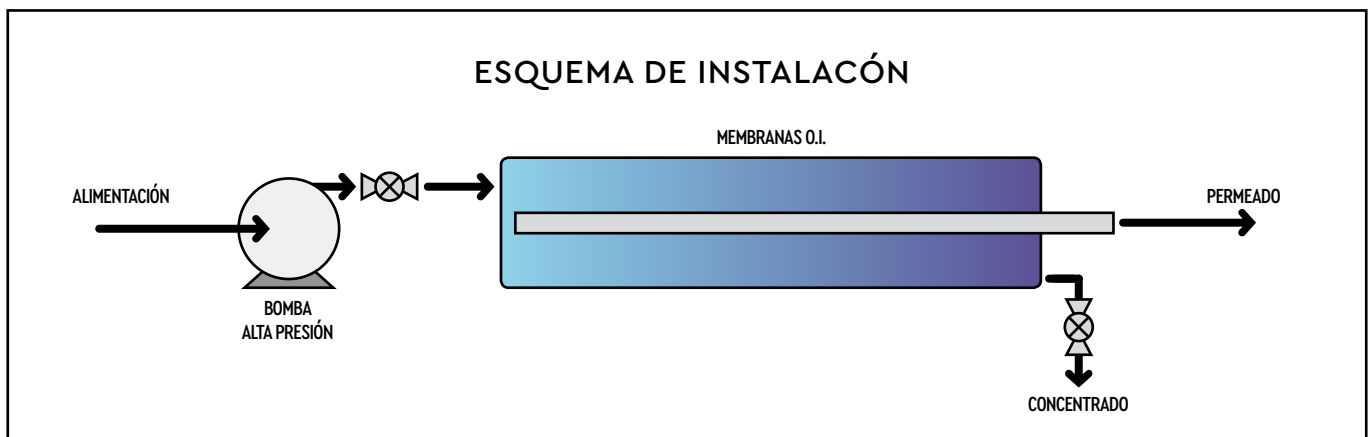 ESQUEMA DE INSTALACÓN
MEMBRANAS O.I.
ALIMENTACIÓN
PERMEADO
BOMBA
ALTA PRESIÓN
CONCENTRADO